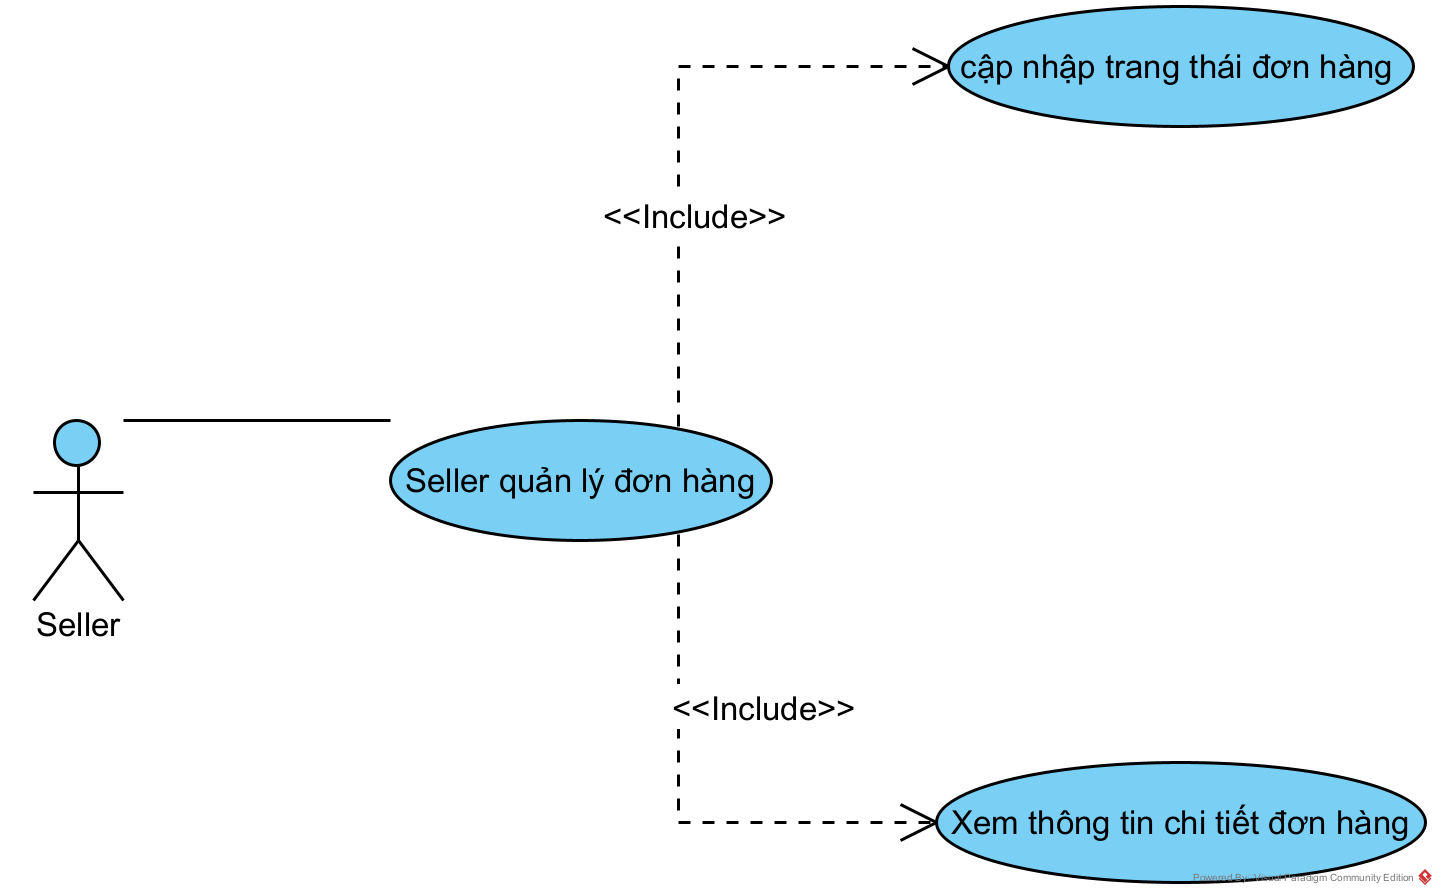 cập nhập trang thái đơn hàng
<<Include>>
Seller quản lý đơn hàng
Seller
<<Include>>
Xem thông tin chi tiết đơn hàng
Powered By: Visual Paradigm Community Edition